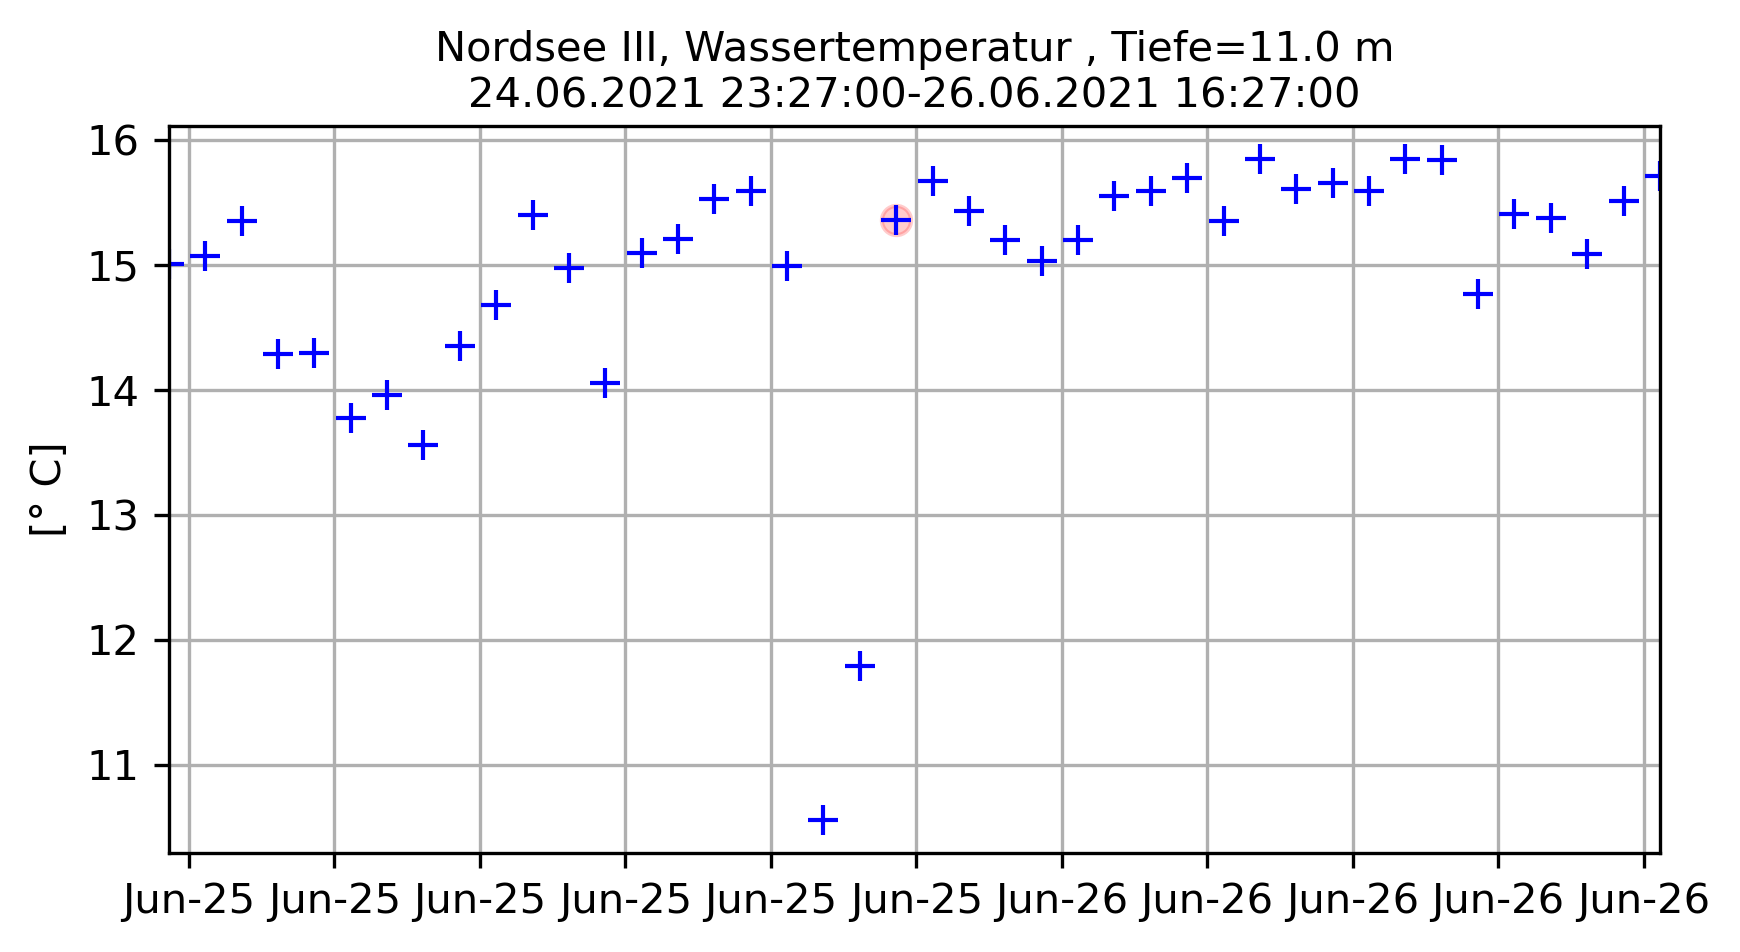 Nordsee III, Wassertemperatur , Tiefe=11.0 m
24.06.2021 23:27:00-26.06.2021 16:27:00
16
15
14
13
12
11
[° C]
Jun-25 Jun-25 Jun-25 Jun-25 Jun-25 Jun-25 Jun-26 Jun-26 Jun-26 Jun-26 Jun-26